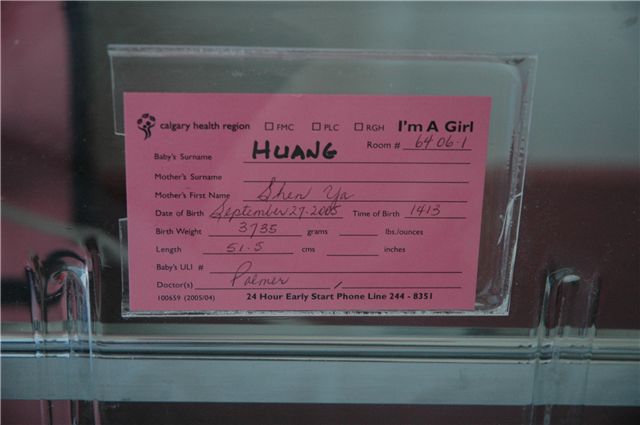 calgary health region ☐ FMC ☐ PLC ☐ RGH I'm A Girl
Room # 6406-1
Baby's Surname HUANG
Mother's Surname
Mother's First Name Shen Ya
Date of Birth September 27-2005 Time of Birth 1413
Birth Weight 3735 grams lbs./ounces
Length 51.5 cms inches
Baby's ULI #
Doctor(s) Palmer /
100659 (2005/04) 24 Hour Early Start Phone Line 244 - 8351